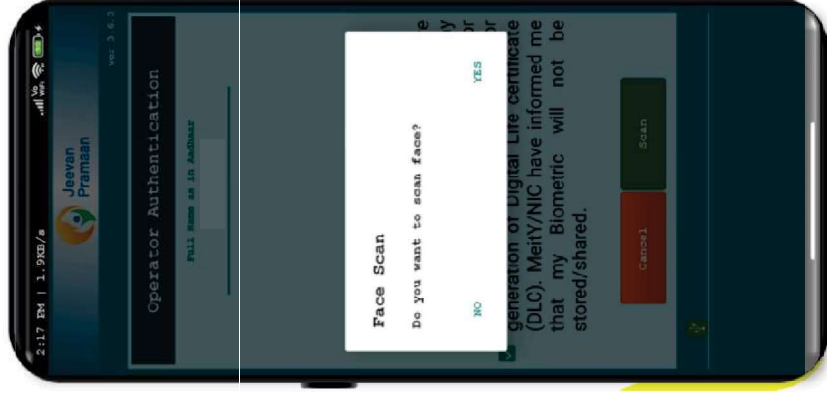 2:17 PM | 1.9KB/s
Vo
WiFi
Jeevan
Pramaan
ver 3.6.3
Operator Authentication
Full Name as in Aadhaar
Face Scan
Do you want to scan face?
NO
YES
generation of Digital Life certificate
(DLC). MeitY/NIC have informed me
that my Biometric will not be
stored/shared.
Cancel
Scan